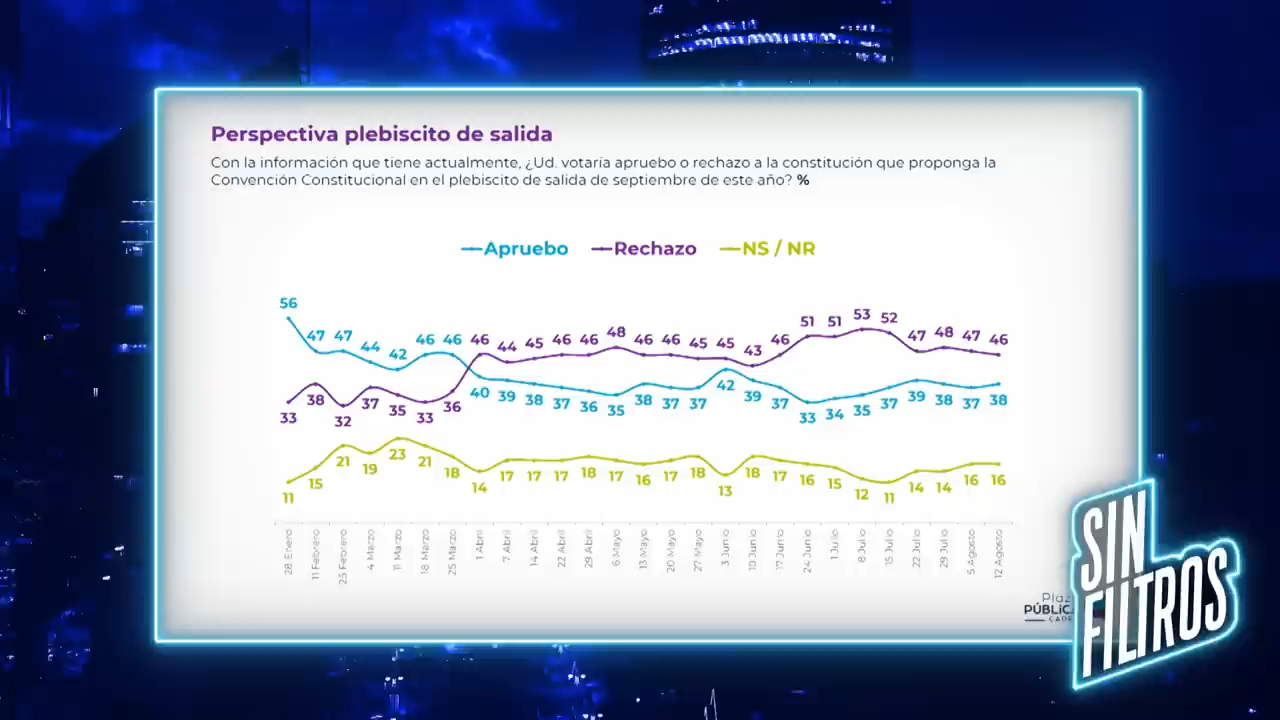 Perspectiva plebiscito de salida
Con la información que tiene actualmente, ¿Ud. votaría apruebo o rechazo a la constitución que proponga la
Convención Constitucional en el plebiscito de salida de septiembre de este año? %
Apruebo Rechazo NS / NR
56 47 47 44 42 46 46 40 39 38 37 36 35 38 37 37 42 39 37 33 34 35 37 39 38 37 38
33 38 32 37 35 33 36 46 44 45 46 46 48 46 46 45 45 43 46 51 51 53 52 47 48 47 46
11 15 21 19 23 21 18 14 17 17 17 18 17 16 17 18 13 18 17 16 15 12 11 14 14 16 16
28 Enero
11 Febrero
25 Febrero
4 Marzo
11 Marzo
18 Marzo
25 Marzo
1 Abril
7 Abril
14 Abril
22 Abril
29 Abril
6 Mayo
13 Mayo
20 Mayo
27 Mayo
3 Junio
10 Junio
17 Junio
24 Junio
1 Julio
8 Julio
15 Julio
22 Julio
29 Julio
5 Agosto
12 Agosto
SIN
FILTROS